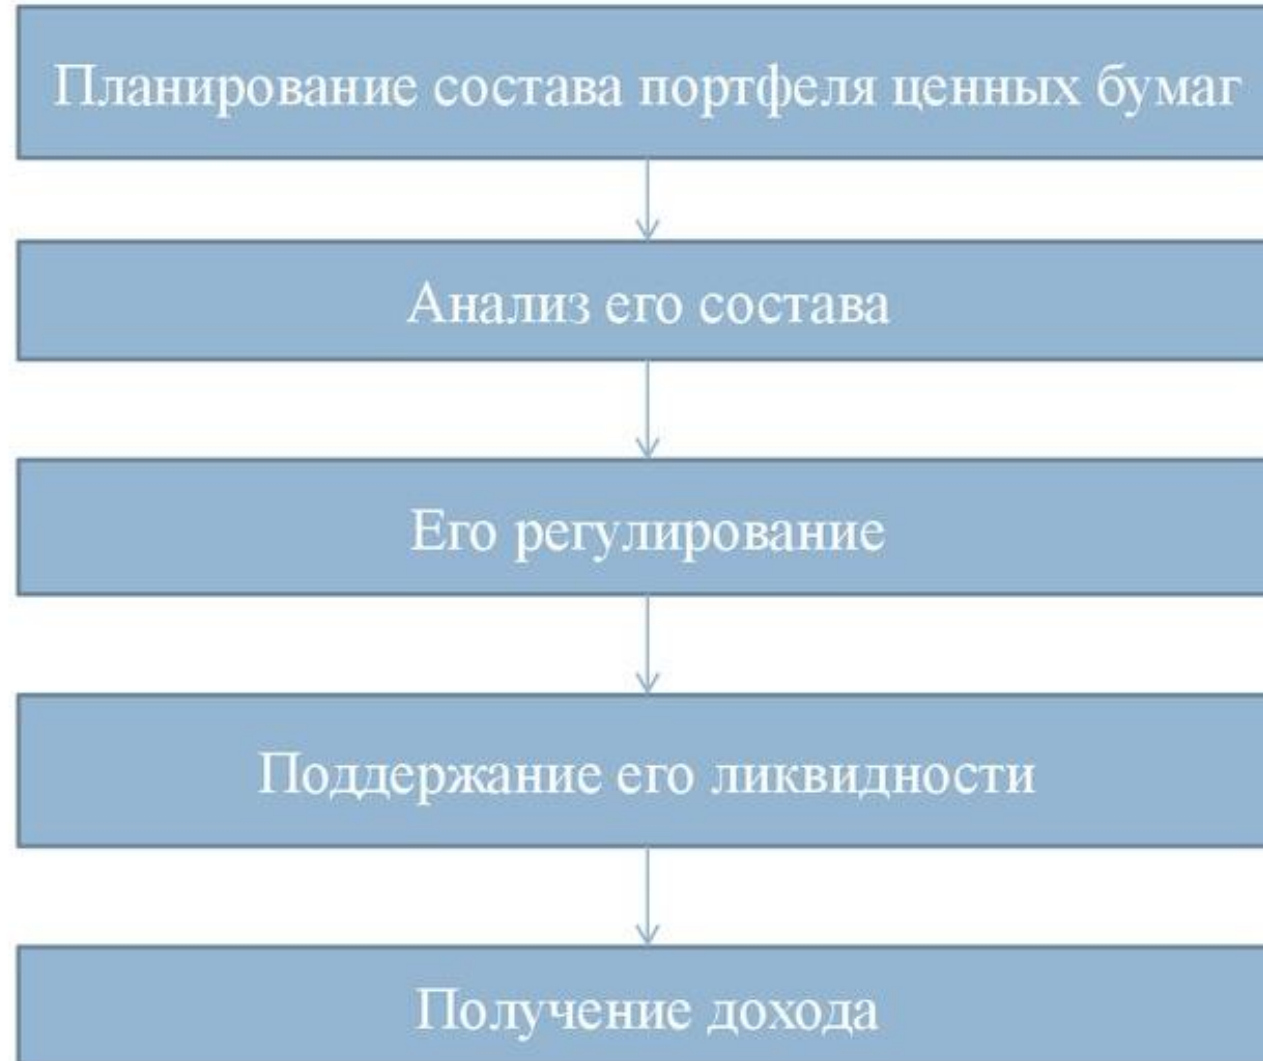 Планирование состава портфеля ценных бумаг
Анализ его состава
Его регулирование
Поддержание его ликвидности
Получение дохода